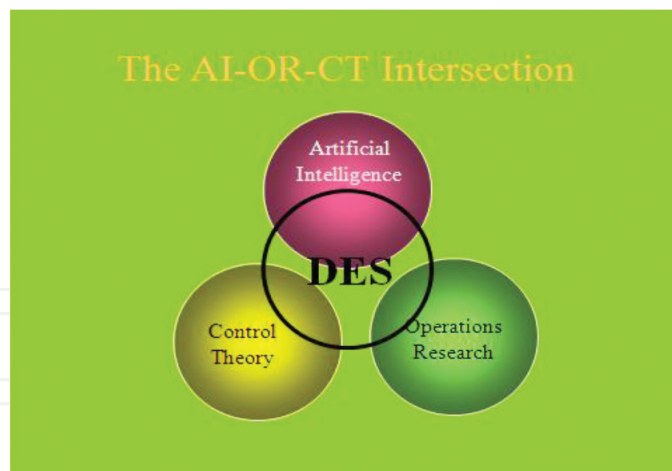 The AI-OR-CT Intersection
Artificial
Intelligence
DES
Control
Theory
Operations
Research